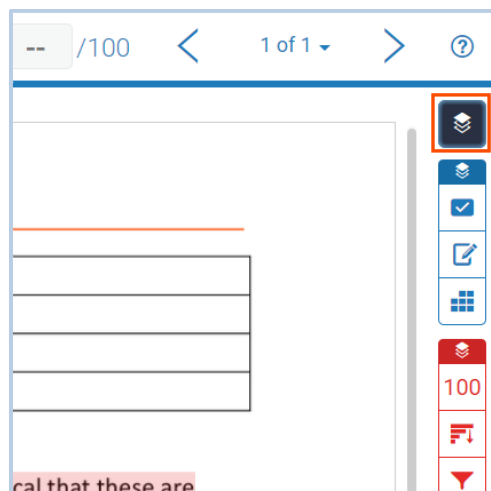 -- /100 1 of 1
100
cal that these are